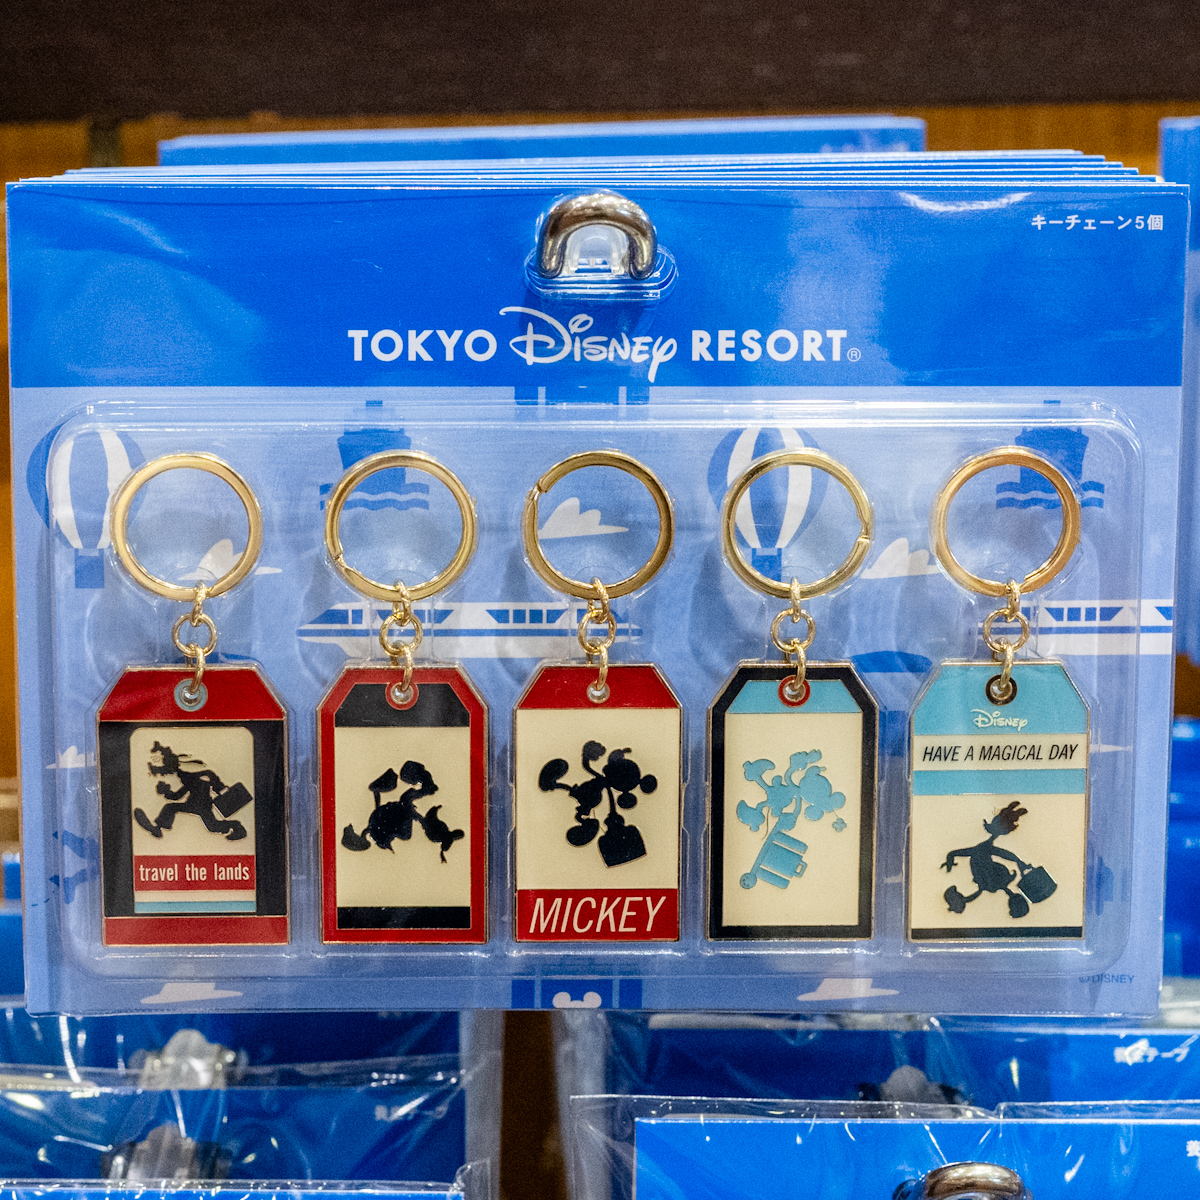 キーチェーン5個
TOKYO Disney RESORT®
travel the lands
MICKEY
Disney
HAVE A MAGICAL DAY
© DISNEY